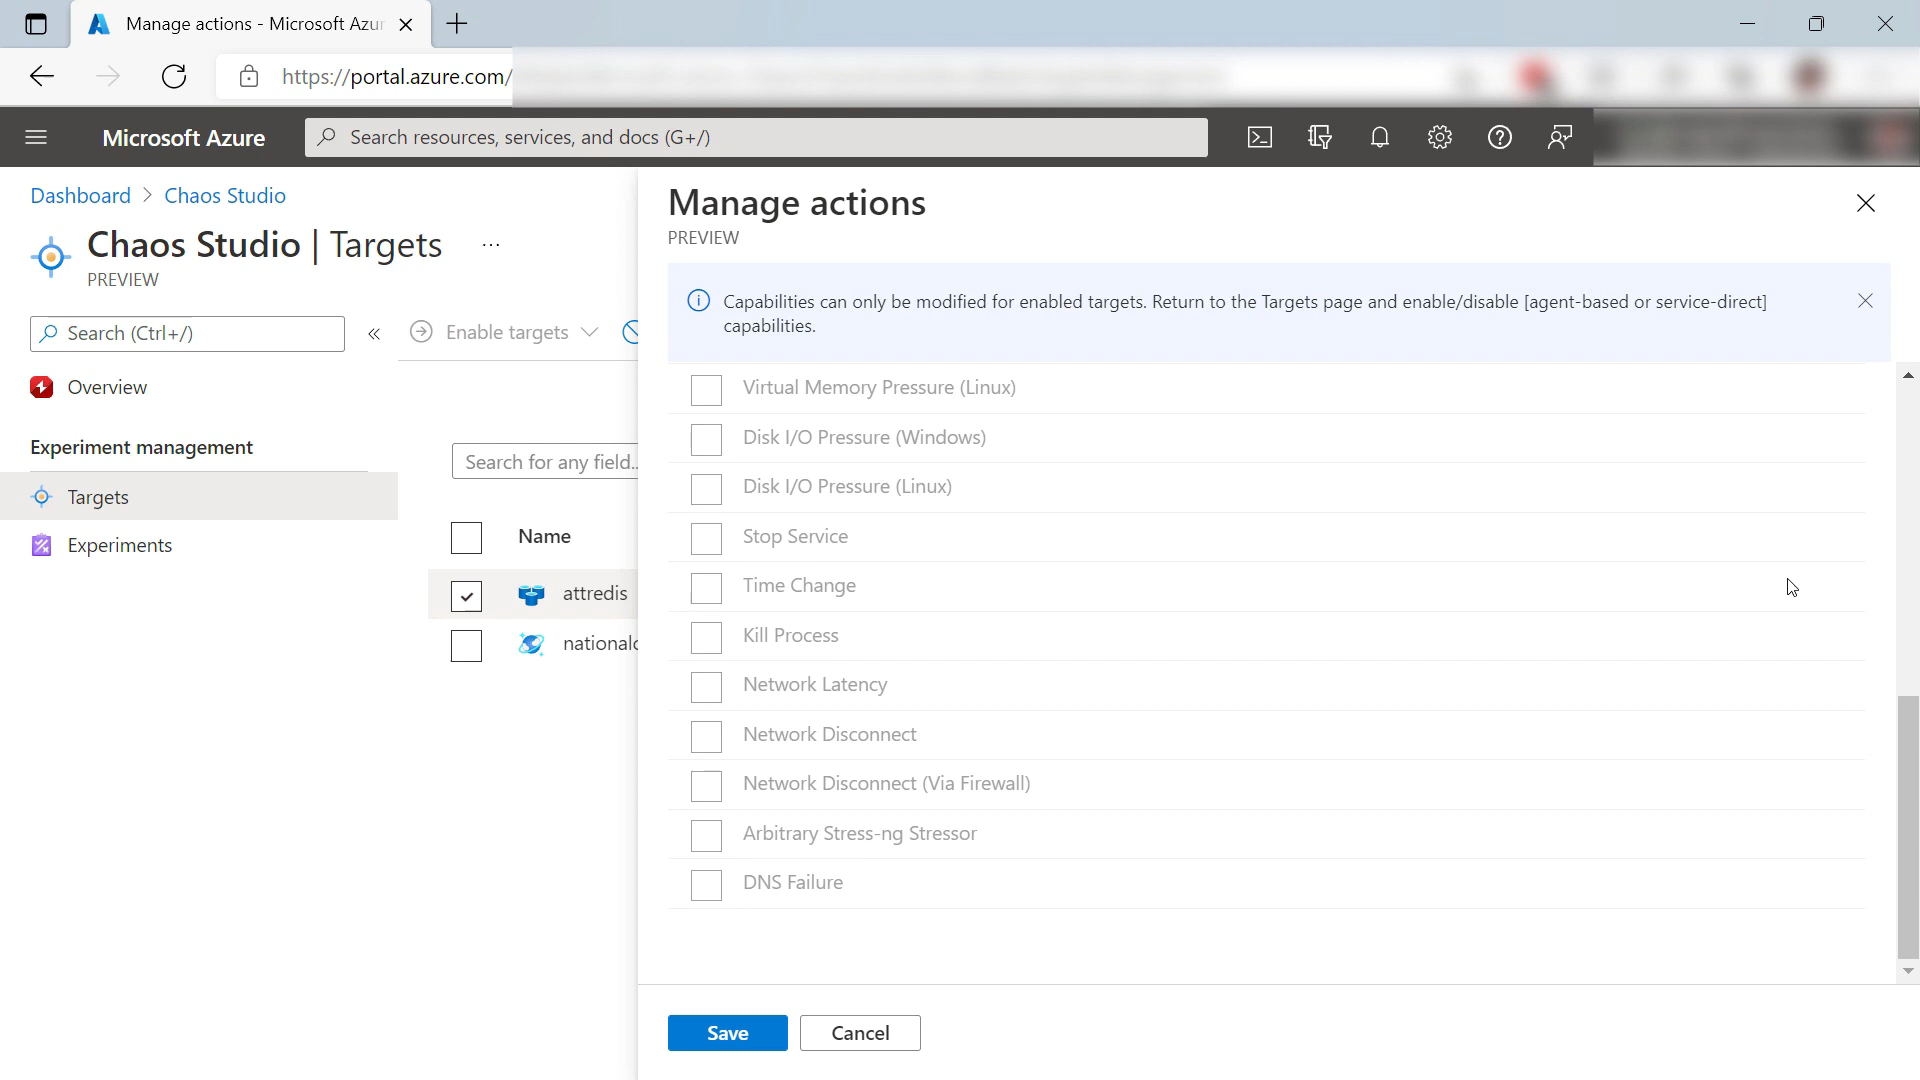 Manage actions - Microsoft Azur
https://portal.azure.com/
Microsoft Azure
Search resources, services, and docs (G+/)
Dashboard > Chaos Studio
Chaos Studio | Targets ...
PREVIEW
Search (Ctrl+/)
«
Overview
Experiment management
Targets
Experiments
Enable targets
Search for any field..
Name
attredis
national
Manage actions
PREVIEW
Capabilities can only be modified for enabled targets. Return to the Targets page and enable/disable [agent-based or service-direct]
capabilities.
Virtual Memory Pressure (Linux)
Disk I/O Pressure (Windows)
Disk I/O Pressure (Linux)
Stop Service
Time Change
Kill Process
Network Latency
Network Disconnect
Network Disconnect (Via Firewall)
Arbitrary Stress-ng Stressor
DNS Failure
Save
Cancel